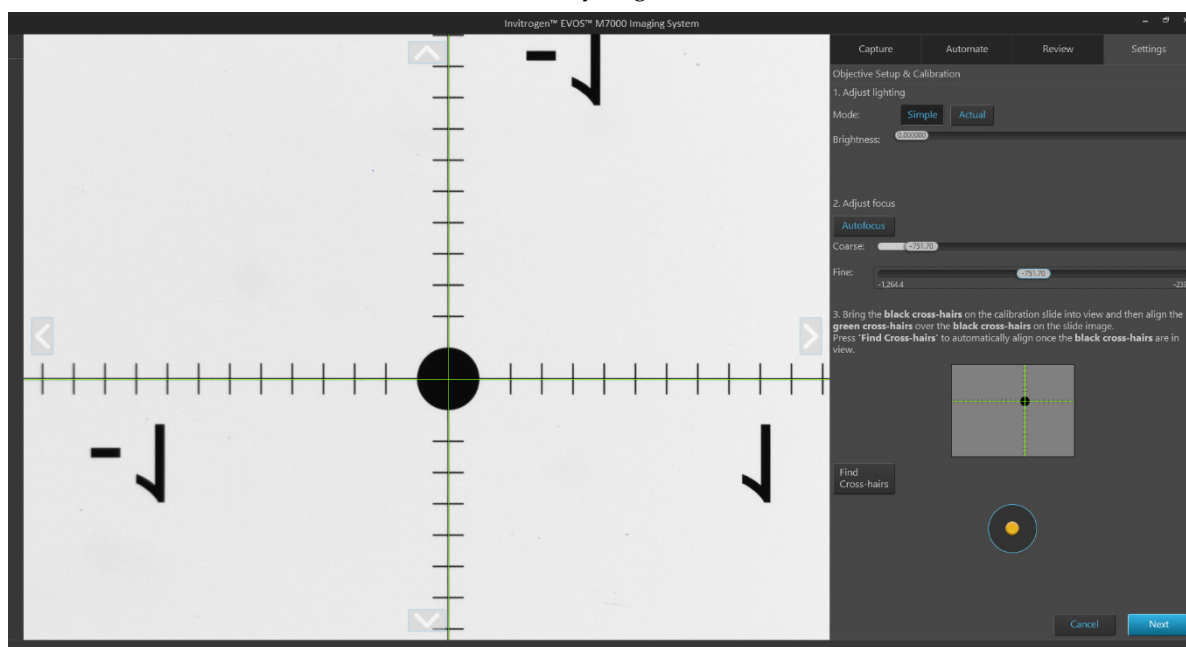 Invitrogen™ EVOS™ M7000 Imaging System
Capture Automate Review Settings
Objective Setup & Calibration
1. Adjust lighting
Mode: Simple Actual
Brightness: 0.000000
2. Adjust focus
Autofocus
Coarse: -751.70
Fine: -751.70
-1,264.4
3. Bring the black cross-hairs on the calibration slide into view and then align the
green cross-hairs over the black cross-hairs on the slide image.
Press 'Find Cross-hairs' to automatically align once the black cross-hairs are in
view.
Find
Cross-hairs
Cancel Next
-1
-1
1